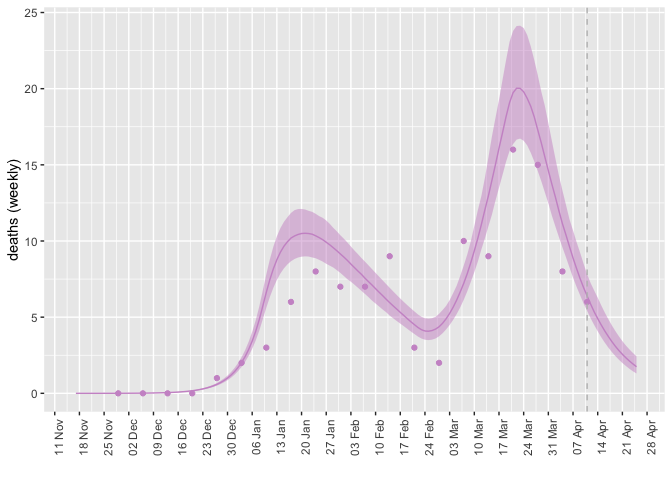 25
20
15
10
5
0
deaths (weekly)
11 Nov
18 Nov
25 Nov
02 Dec
09 Dec
16 Dec
23 Dec
30 Dec
06 Jan
13 Jan
20 Jan
27 Jan
03 Feb
10 Feb
17 Feb
24 Feb
03 Mar
10 Mar
17 Mar
24 Mar
31 Mar
07 Apr
14 Apr
21 Apr
28 Apr